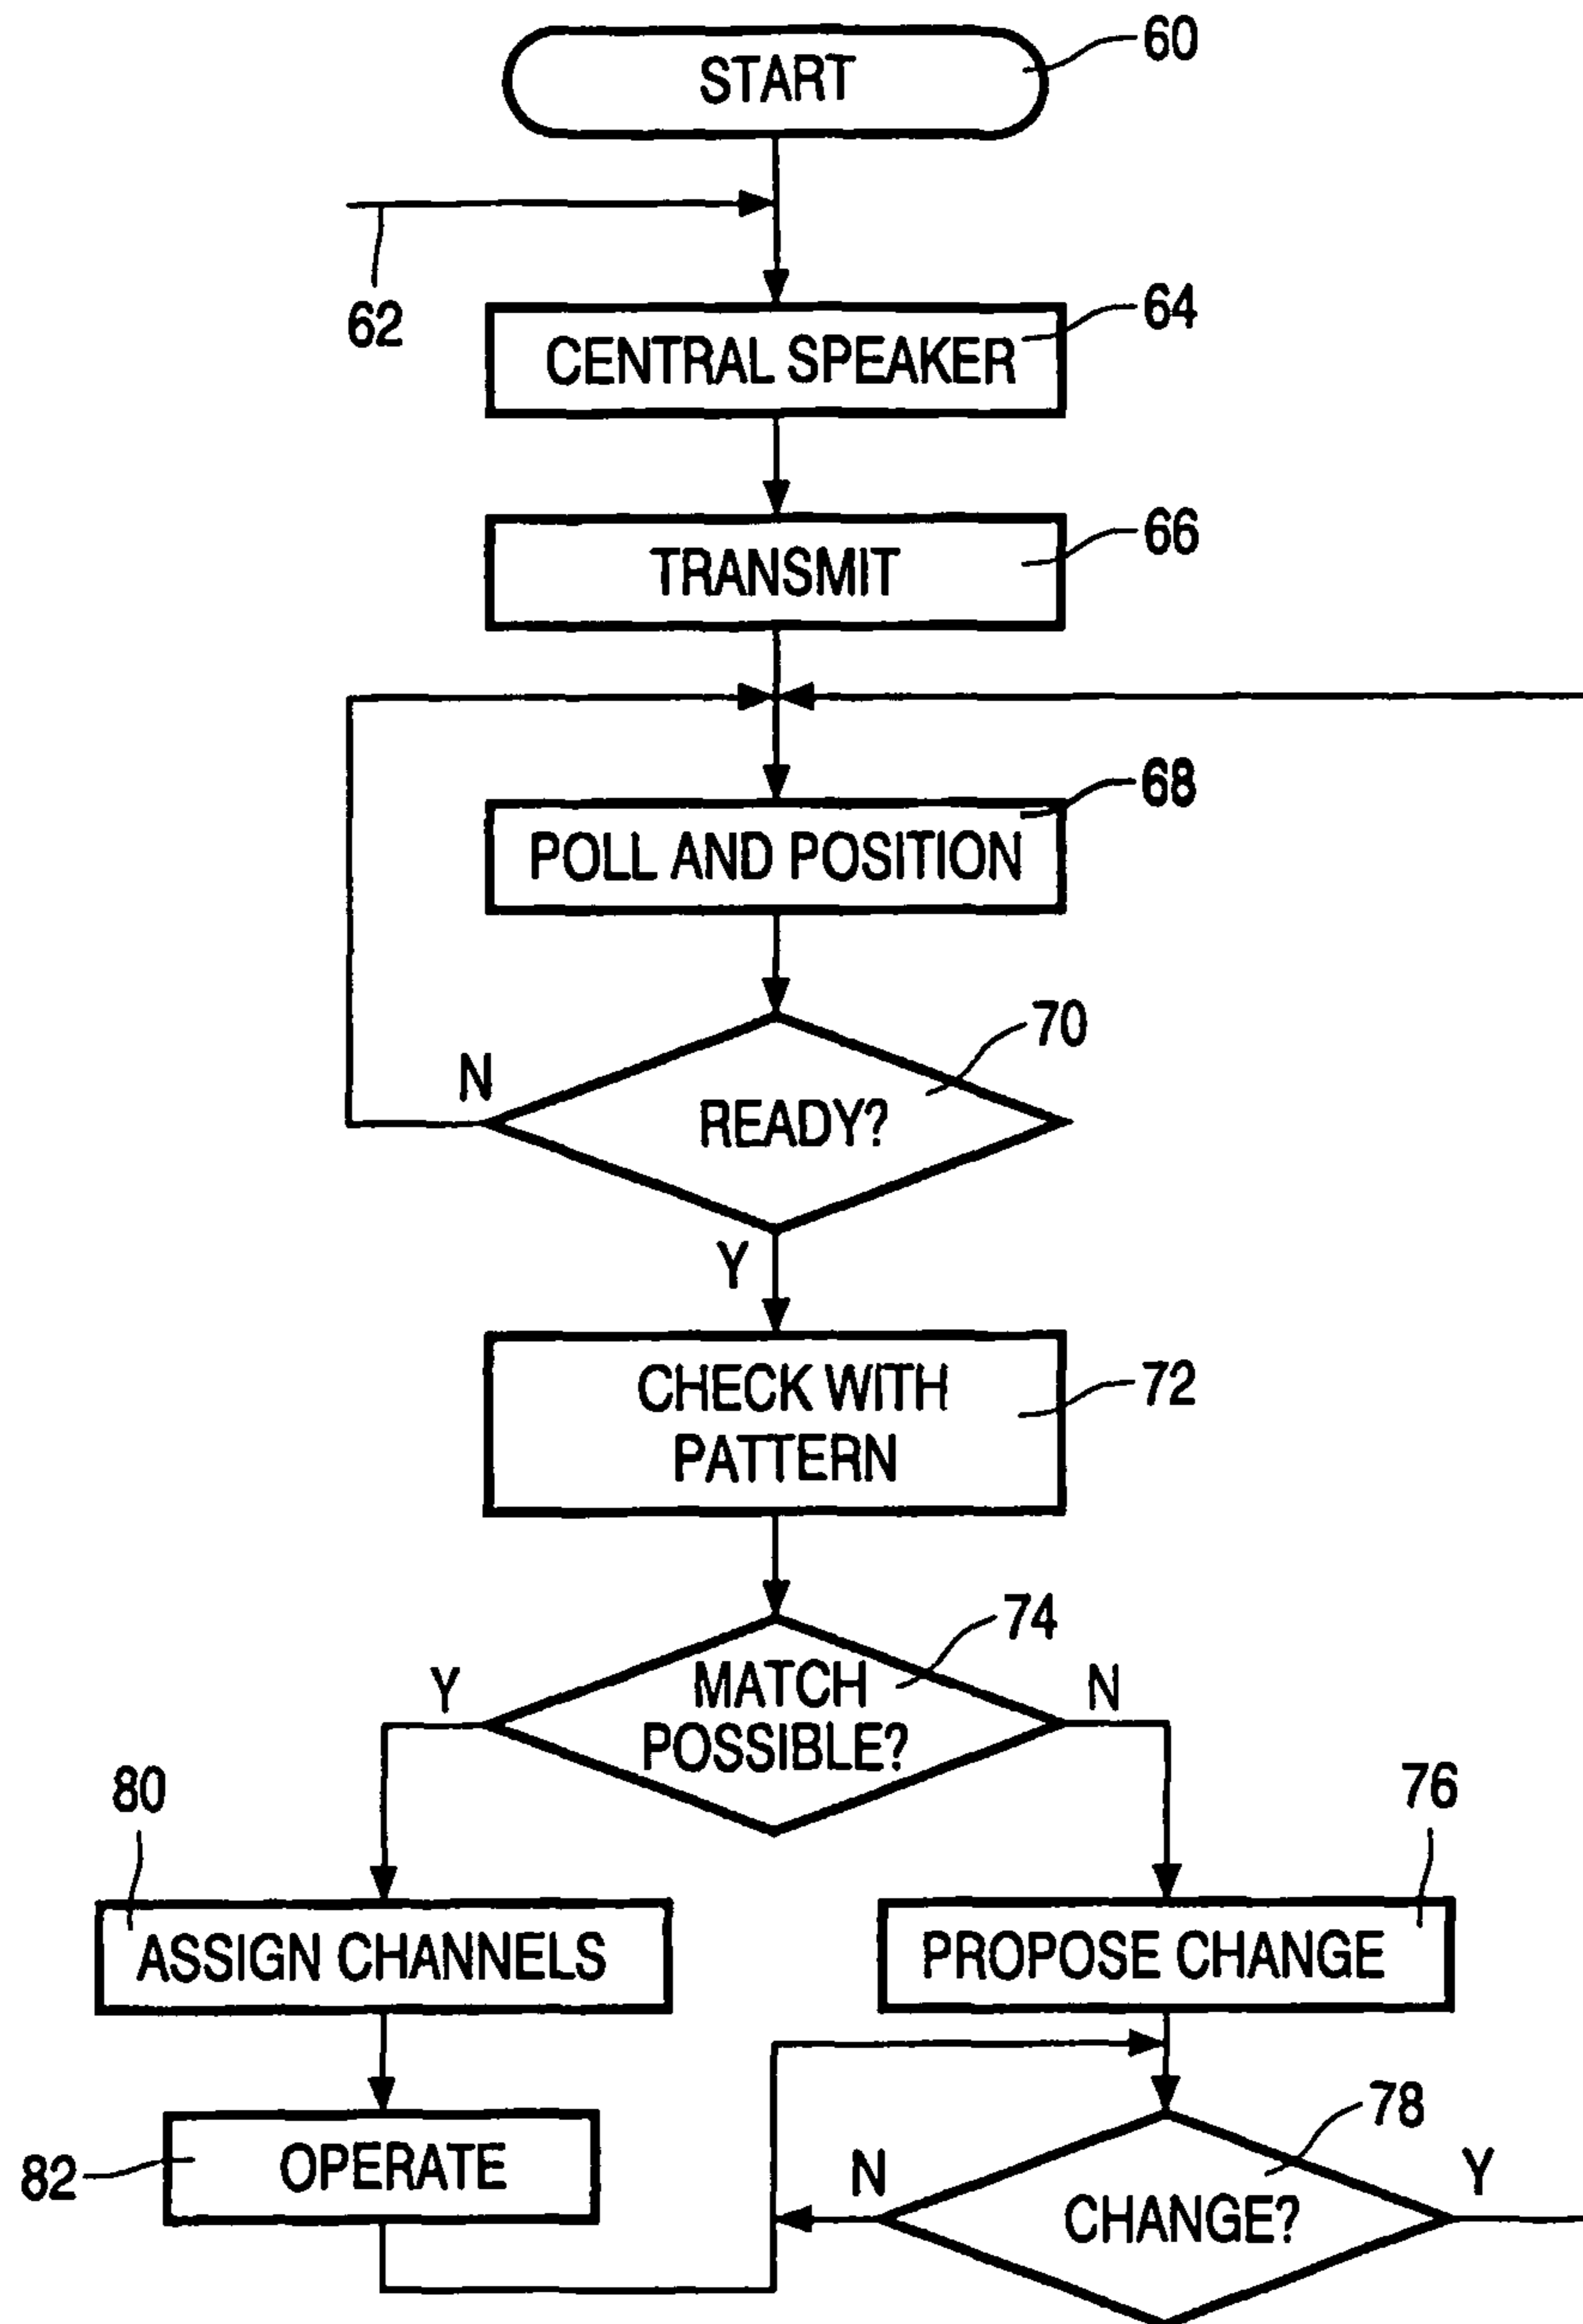 START
60
62
CENTRAL SPEAKER
64
TRANSMIT
66
POLL AND POSITION
68
N
READY?
70
Y
CHECK WITH
PATTERN
72
Y
MATCH
POSSIBLE?
74
N
80
ASSIGN CHANNELS
76
PROPOSE CHANGE
82
OPERATE
N
CHANGE?
78
Y